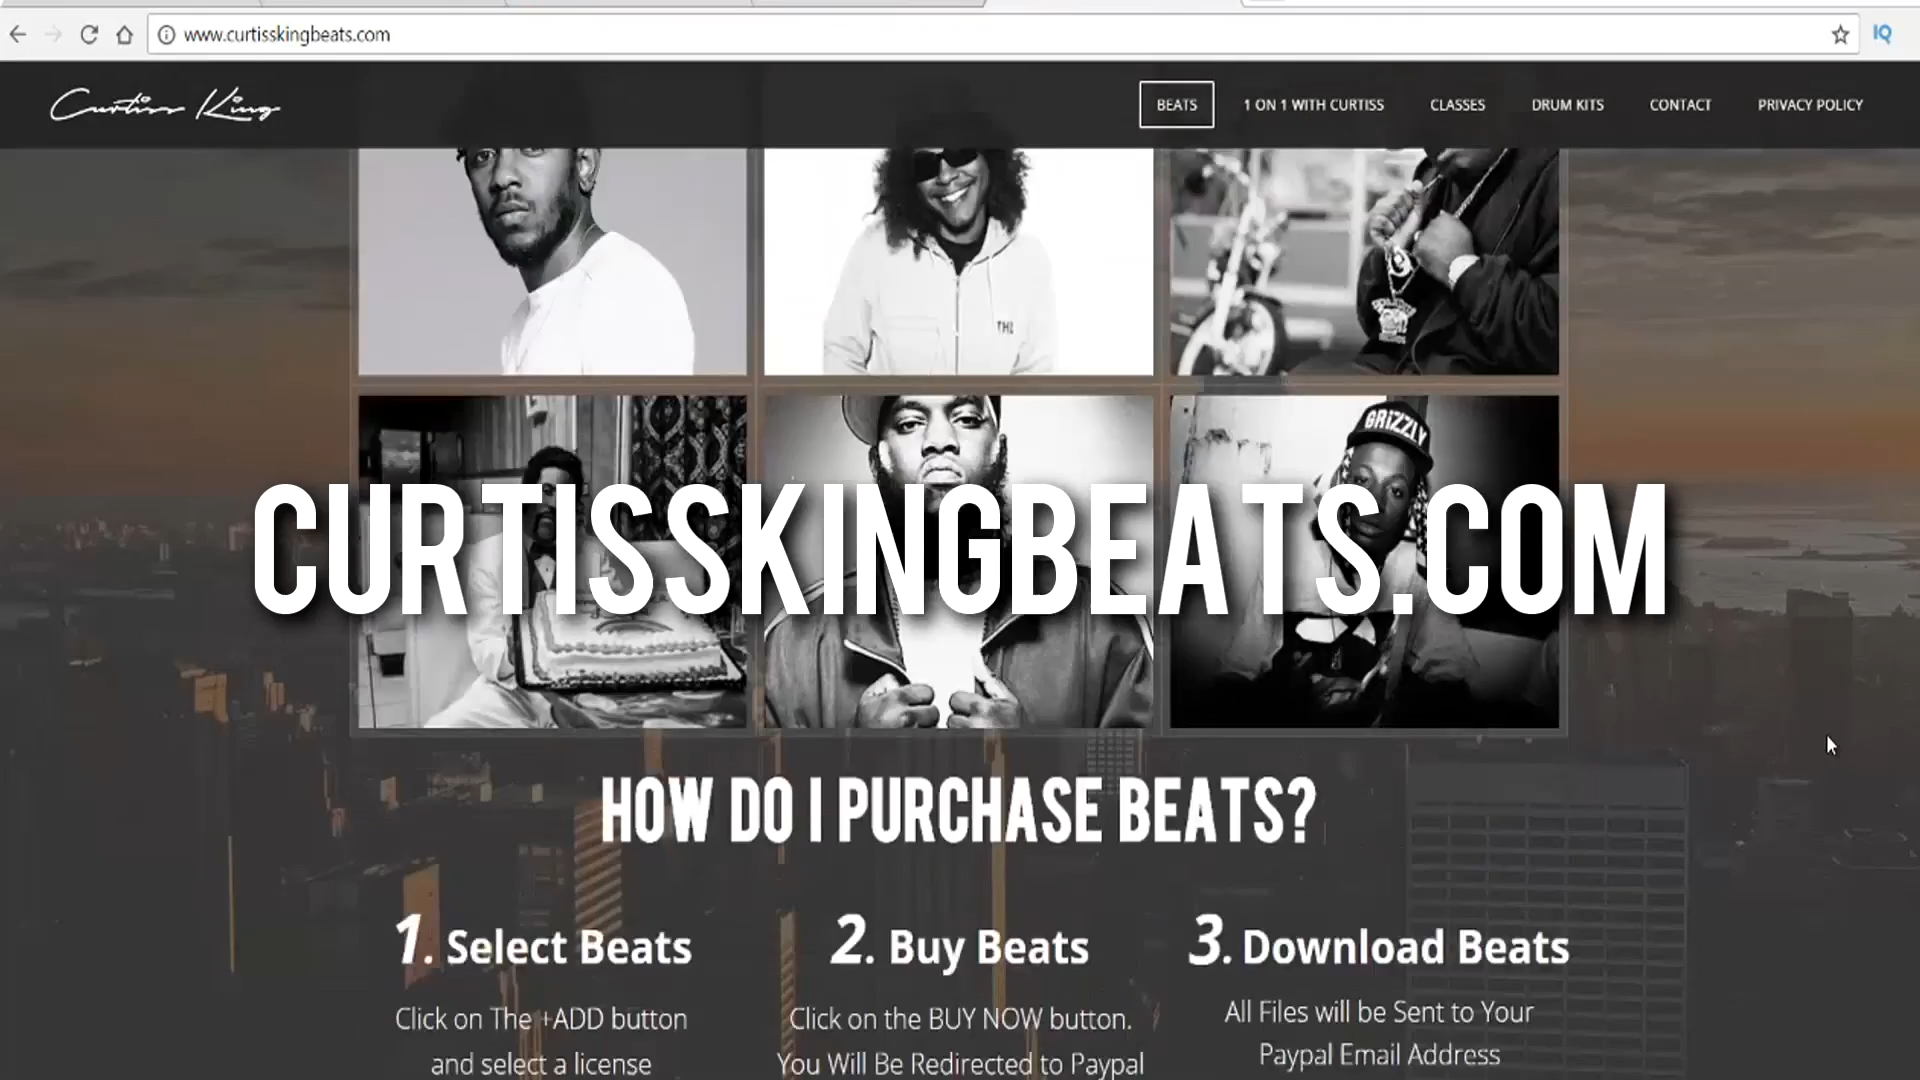 www.curtisskingbeats.com
IQ
Curtiss King
BEATS
1 ON 1 WITH CURTISS
CLASSES
DRUM KITS
CONTACT
PRIVACY POLICY
THC
GRIZZLY
CURTISSKINGBEATS.COM
HOW DO I PURCHASE BEATS?
1. Select Beats
Click on The +ADD button
and select a license
2. Buy Beats
Click on the BUY NOW button.
You Will Be Redirected to Paypal
3. Download Beats
All Files will be Sent to Your
Paypal Email Address